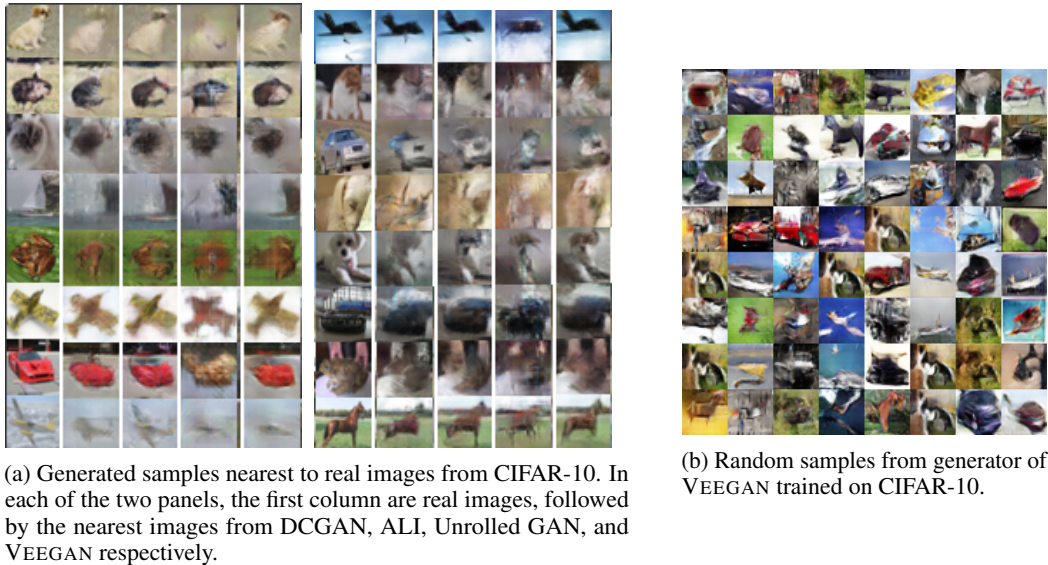 (a) Generated samples nearest to real images from CIFAR-10. In
each of the two panels, the first column are real images, followed
by the nearest images from DCGAN, ALI, Unrolled GAN, and
VEEGAN respectively.
(b) Random samples from generator of
VEEGAN trained on CIFAR-10.